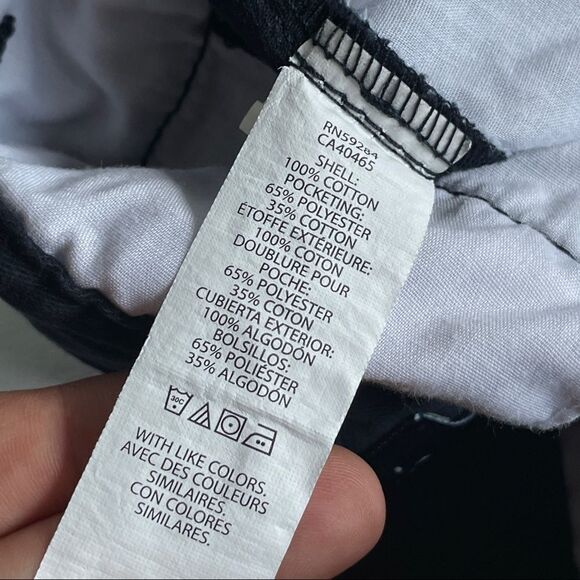 RN59284
CA40465
SHELL:
100% COTTON
POCKETING:
65% POLYESTER
35% COTTON
ÉTOFFE EXTÉRIEURE:
100% COTON
DOUBLURE POUR
POCHE:
65% POLYESTER
35% COTON
CUBIERTA EXTERIOR:
100% ALGODÓN
BOLSILLOS:
65% POLIÉSTER
35% ALGODÓN
30C
WITH LIKE COLORS.
AVEC DES COULEURS
SIMILAIRES.
CON COLORES
SIMILARES.